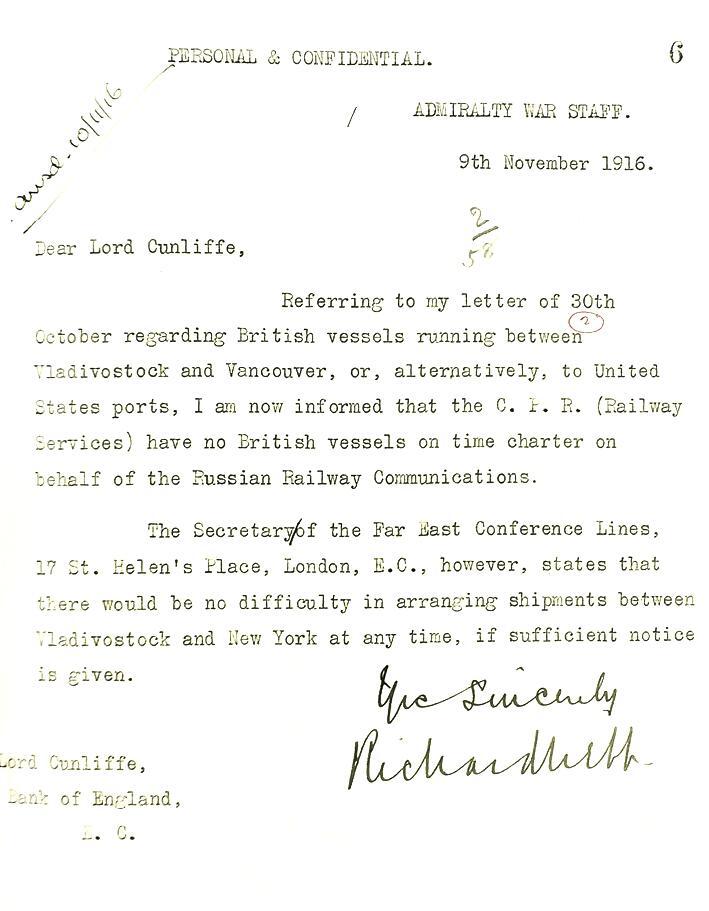 PERSONAL & CONFIDENTIAL.
6
ansd. 10/11/16
/ ADMIRALTY WAR STAFF.
9th November 1916.
2/58
Dear Lord Cunliffe,
Referring to my letter of 30th
2
October regarding British vessels running between
Vladivostock and Vancouver, or, alternatively, to United
States ports, I am now informed that the C. P. R. (Railway
Services) have no British vessels on time charter on
behalf of the Russian Railway Communications.
The Secretary/of the Far East Conference Lines,
17 St. Helen's Place, London, E.C., however, states that
there would be no difficulty in arranging shipments between
Vladivostock and New York at any time, if sufficient notice
is given.
Yrs Sincerely
Richard Webb
Lord Cunliffe,
Bank of England,
E. C.